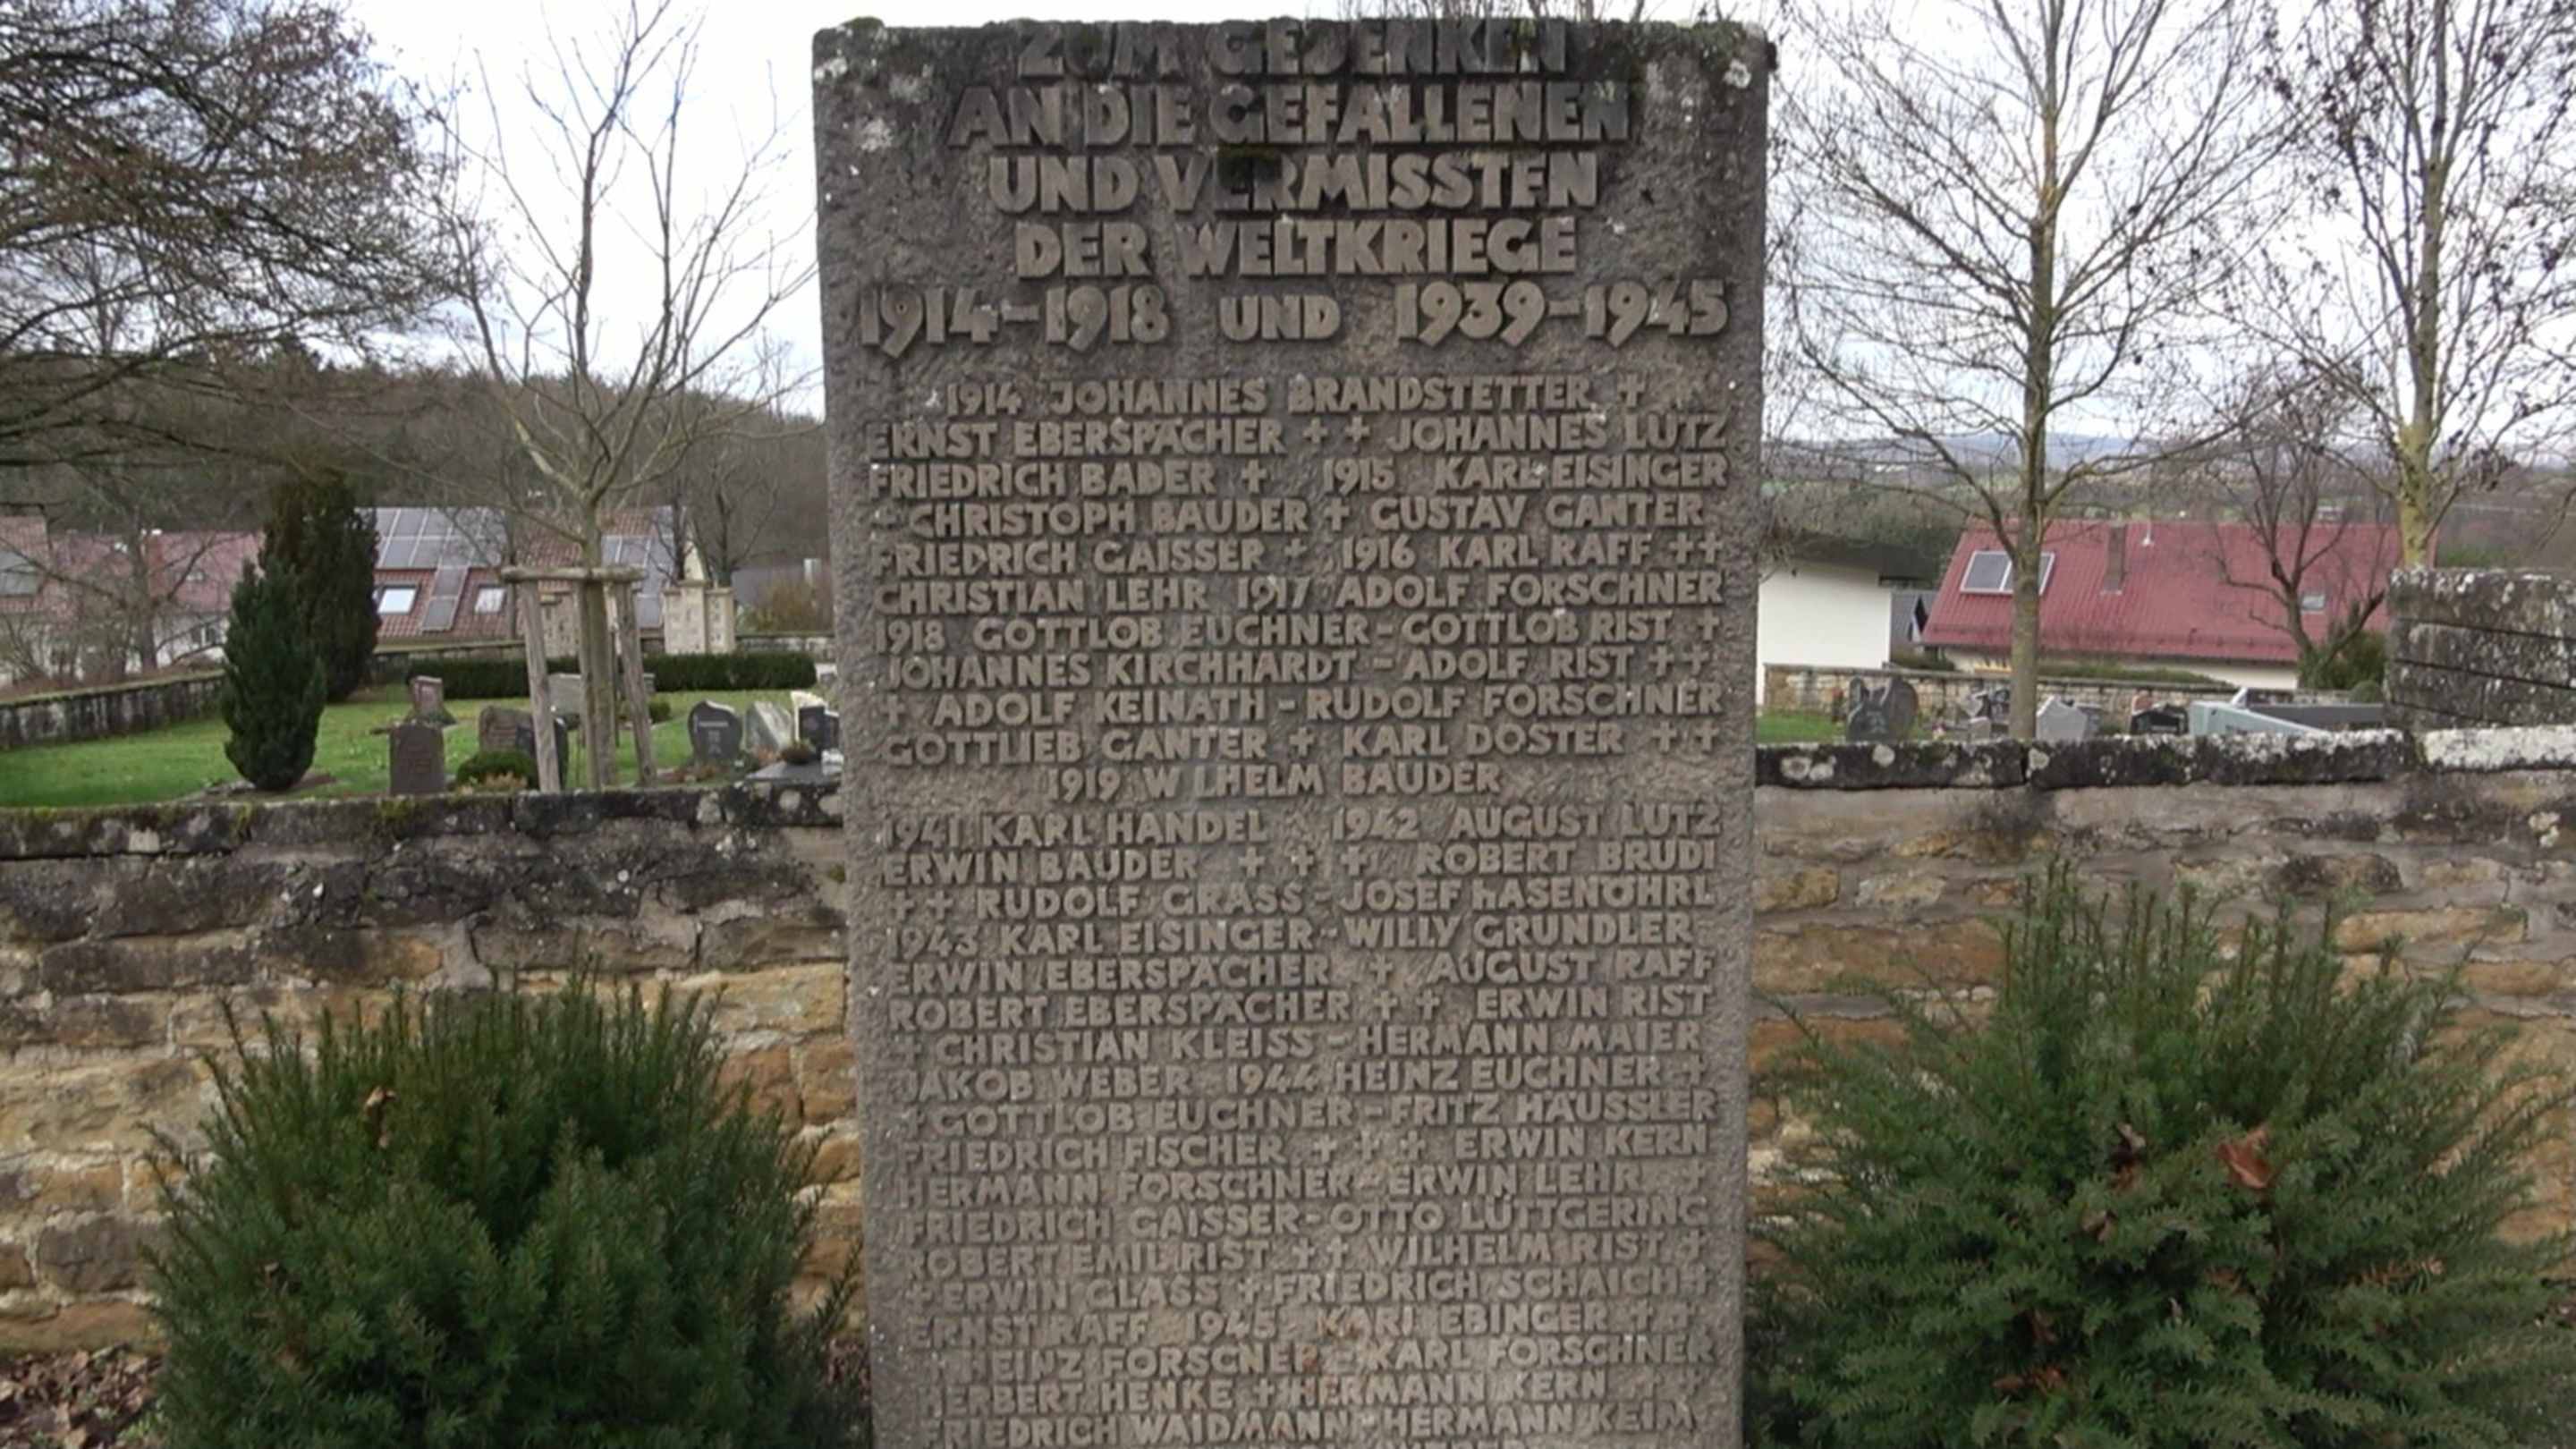 ZUM GEDENKEN
AN DIE GEFALLENEN
UND VERMISSTEN
DER WELTKRIEGE
1914-1918 UND 1939-1945
1914 JOHANNES BRANDSTETTER +
ERNST EBERSPÄCHER + + JOHANNES LUTZ
FRIEDRICH BADER + 1915 KARL EISINGER
+ CHRISTOPH BAUDER + GUSTAV GANTER
FRIEDRICH GAISSER + 1916 KARL RAFF ++
CHRISTIAN LEHR 1917 ADOLF FORSCHNER
1918 GOTTLOB EUCHNER - GOTTLOB RIST +
JOHANNES KIRCHHARDT - ADOLF RIST ++
+ ADOLF KEINATH - RUDOLF FORSCHNER
GOTTLIEB GANTER + KARL DOSTER ++
1919 W LHELM BAUDER
1941 KARL HANDEL 1942 AUGUST LUTZ
ERWIN BAUDER + + + ROBERT BRUDI
++ RUDOLF GRASS - JOSEF HASENÖHRL
1943 KARL EISINGER - WILLY GRUNDLER
ERWIN EBERSPÄCHER + AUGUST RAFF
ROBERT EBERSPÄCHER + + ERWIN RIST
+ CHRISTIAN KLEISS - HERMANN MAIER
JAKOB WEBER - 1944 HEINZ EUCHNER +
+ GOTTLOB EUCHNER - FRITZ HÄUSSLER
FRIEDRICH FISCHER + + + ERWIN KERN
HERMANN FORSCHNER - ERWIN LEHR +
FRIEDRICH GAISSER - OTTO LÜTTGERING
ROBERT EMIL RIST ++ WILHELM RIST +
+ ERWIN GLASS + FRIEDRICH SCHAICH ++
ERNST RAFF 1945 KARL EBINGER ++
HEINZ FORSCNER - KARL FORSCHNER
HERBERT HENKE + HERMANN KERN ++
FRIEDRICH WAIDMANN - HERMANN KEIM